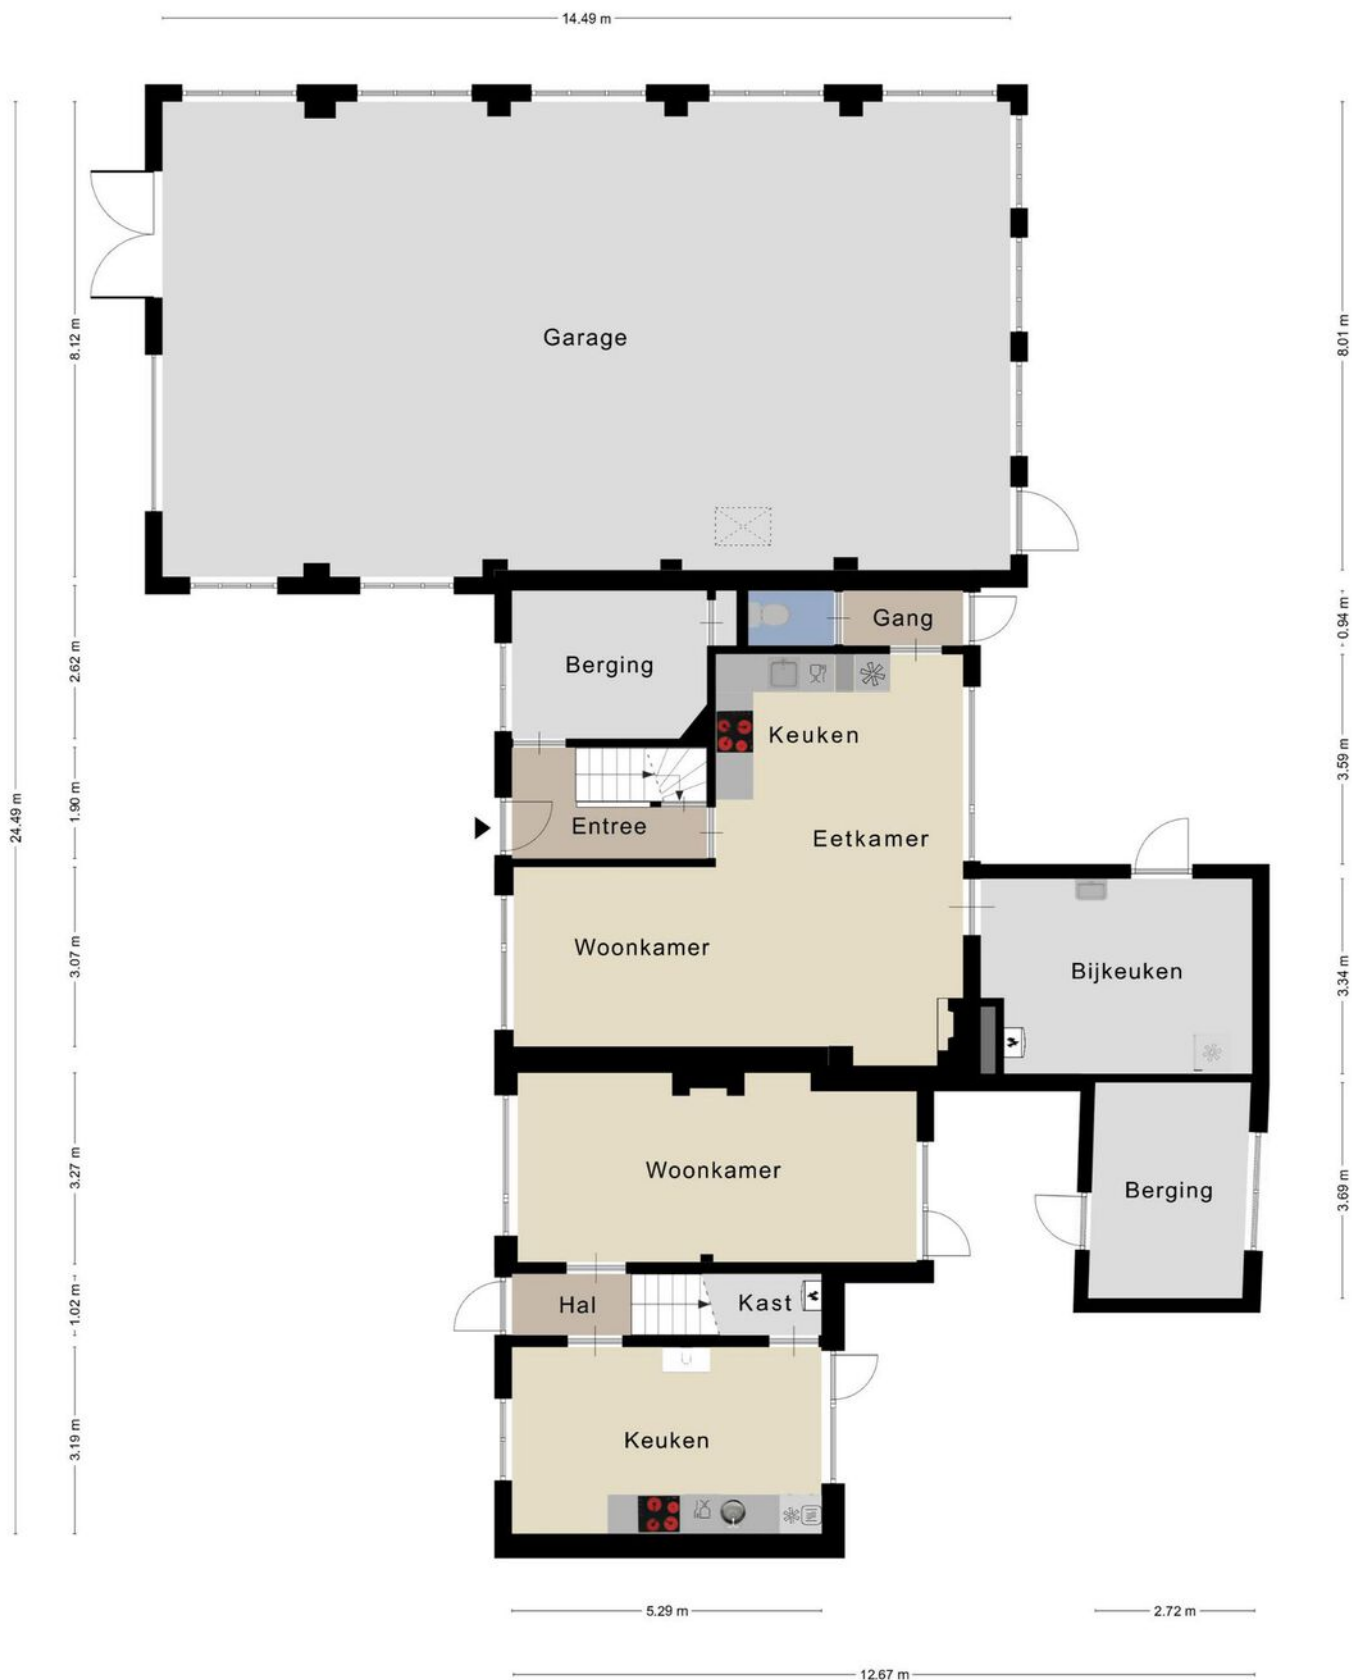 14.49 m
Garage
8.12 m
8.01 m
Gang
0.94 m
Berging
2.62 m
Keuken
3.59 m
24.49 m
1.90 m
Entree
Eetkamer
Woonkamer
3.07 m
Bijkeuken
3.34 m
Woonkamer
3.27 m
Berging
3.69 m
Hal
Kast
1.02 m
Keuken
3.19 m
5.29 m
2.72 m
12.67 m